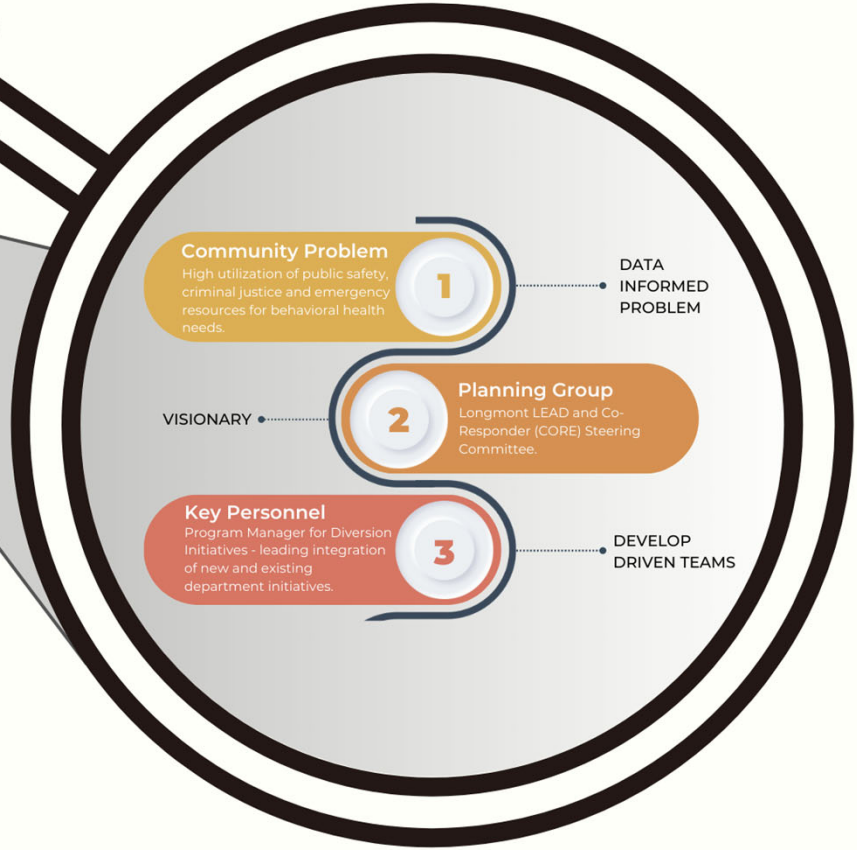 Community Problem
High utilization of public safety,
criminal justice and emergency
resources for behavioral health
needs.
1
DATA
INFORMED
PROBLEM
VISIONARY
2
Planning Group
Longmont LEAD and Co-
Responder (CORE) Steering
Committee.
Key Personnel
Program Manager for Diversion
Initiatives - leading integration
of new and existing
department initiatives.
3
DEVELOP
DRIVEN TEAMS